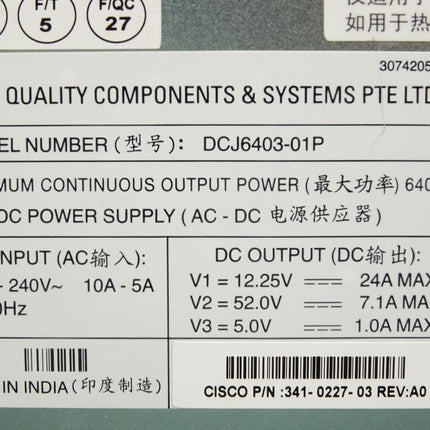 F/T
5
F/QC
27
如用于热
3074205
QUALITY COMPONENTS & SYSTEMS PTE LTD
EL NUMBER (型号): DCJ6403-01P
MUM CONTINUOUS OUTPUT POWER (最大功率) 640
DC POWER SUPPLY (AC - DC 电源供应器)
NPUT (AC输入):
- 240V~ 10A - 5A
0Hz
DC OUTPUT (DC输出):
V1 = 12.25V 24A MAX
V2 = 52.0V 7.1A MA
V3 = 5.0V 1.0A MAX
IN INDIA (印度制造)
CISCO P/N :341- 0227- 03 REV:A0